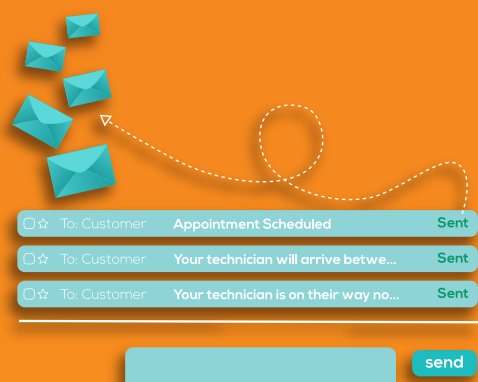 To: Customer Appointment Scheduled Sent
To: Customer Your technician will arrive betwe... Sent
To: Customer Your technician is on their way no... Sent
send